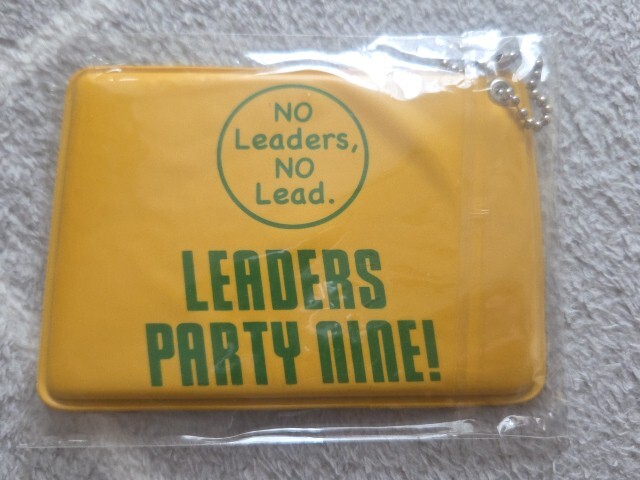 NO
Leaders,
NO
Lead.
LEADERS
PARTY NINE!